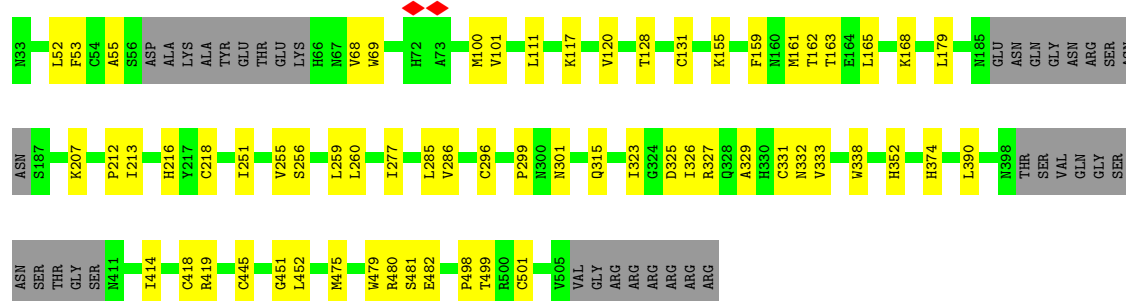 N33 L52 F53 C54 A55 S56 ASP ALA LYS ALA TYR GLU THR GLU LYS H66 N67 V68 W69 H72 A73 M100 V101 L111 K117 V120 T128 C131 K155 F159 N160 M161 T162 T163 E164 L165 K168 L179 N185 GLU ASN GLN GLY ASN ARG SER
ASN S187 K207 P212 I213 H216 Y217 C218 I251 V255 S256 L259 L260 I277 L285 V286 C296 P299 N300 N301 Q315 I323 G324 D325 I326 R327 Q328 A329 H330 C331 N332 V333 W338 H352 H374 L390 N398 THR SER VAL GLN GLY SER
ASN SER THR GLY SER N411 I414 C418 R419 C445 G451 L452 M475 W479 R480 S481 E482 P498 T499 R500 C501 V505 VAL GLY ARG ARG ARG ARG ARG ARG